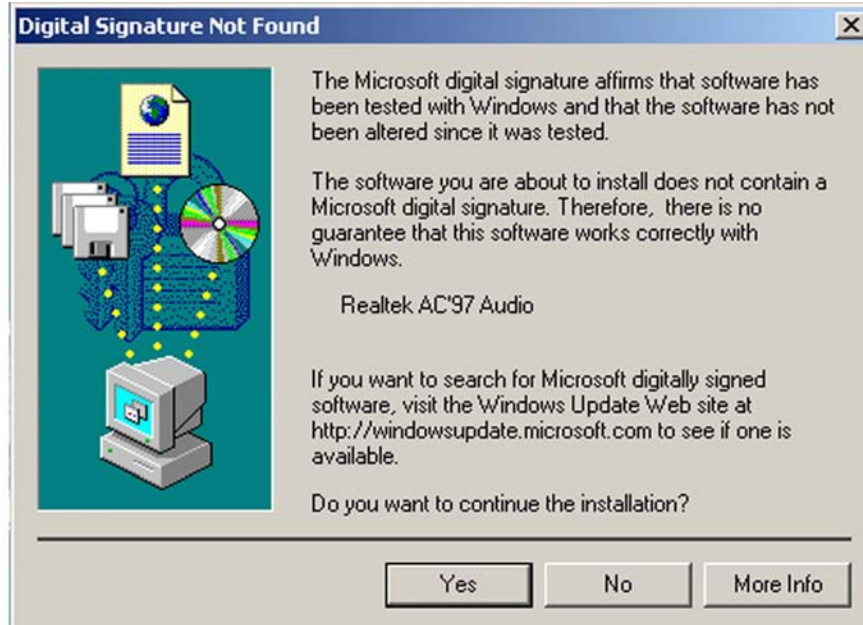 Digital Signature Not Found
The Microsoft digital signature affirms that software has
been tested with Windows and that the software has not
been altered since it was tested.
The software you are about to install does not contain a
Microsoft digital signature. Therefore,  there is no
guarantee that this software works correctly with
Windows.
Realtek AC'97 Audio
If you want to search for Microsoft digitally signed
software, visit the Windows Update Web site at
http://windowsupdate.microsoft.com to see if one is
available.
Do you want to continue the installation?
Yes No More Info